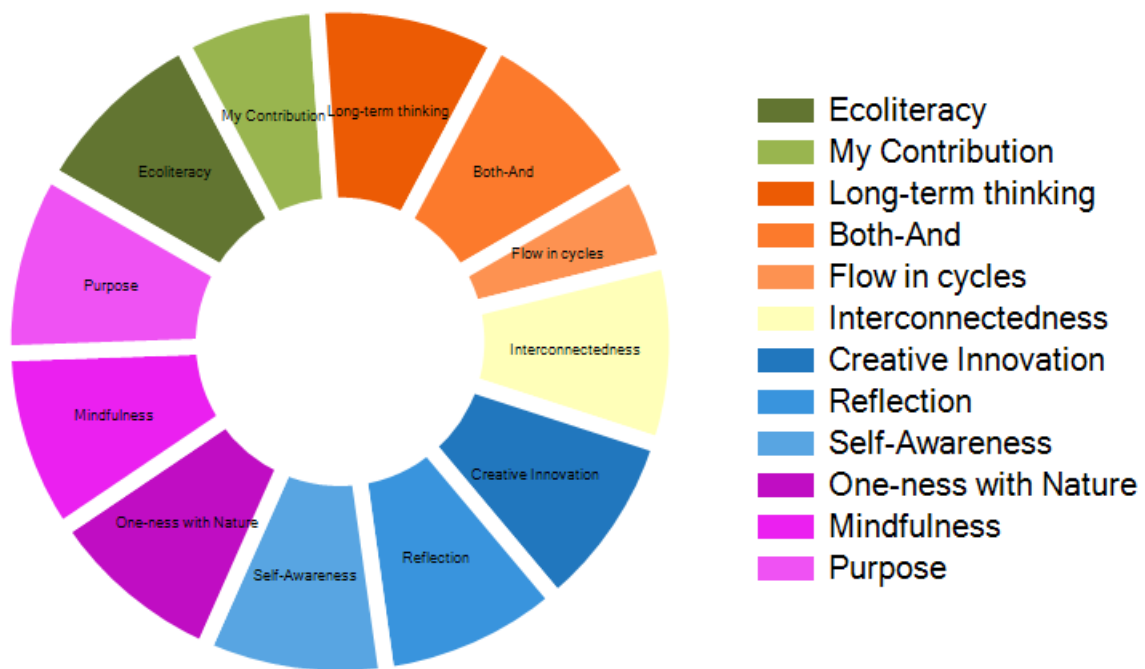 My Contribution
Long-term thinking
Ecoliteracy
Both-And
Flow in cycles
Purpose
Interconnectedness
Mindfulness
Creative Innovation
One-ness with Nature
Reflection
Self-Awareness
Ecoliteracy
My Contribution
Long-term thinking
Both-And
Flow in cycles
Interconnectedness
Creative Innovation
Reflection
Self-Awareness
One-ness with Nature
Mindfulness
Purpose